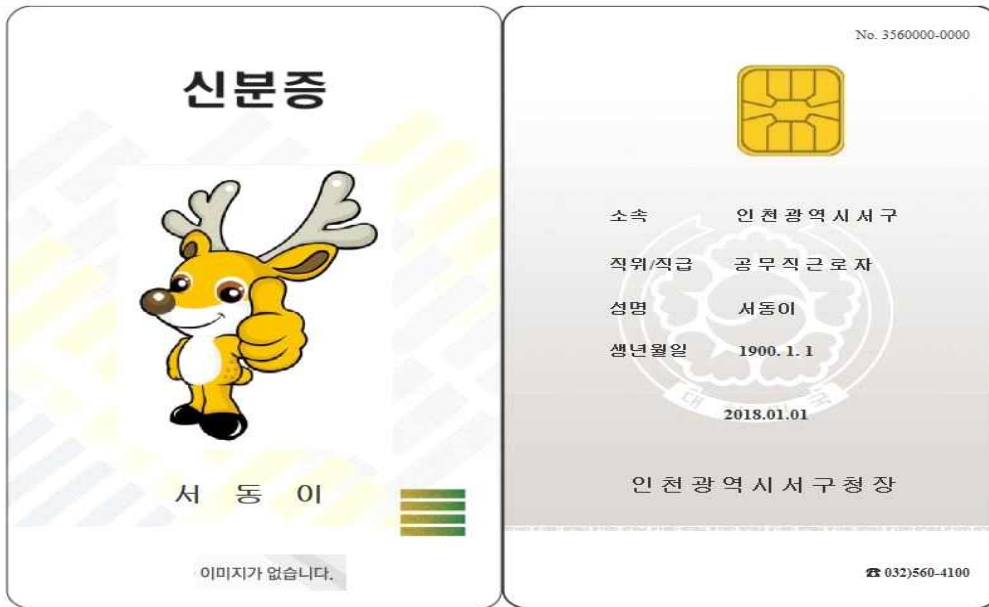 신분증
서 동 이
이미지가 없습니다.
No. 3560000-0000
소속 인천광역시서구
직위/직급 공무직근로자
성명 서동이
생년월일 1900. 1. 1
2018.01.01
인천광역시서구청장
☎ 032)560-4100